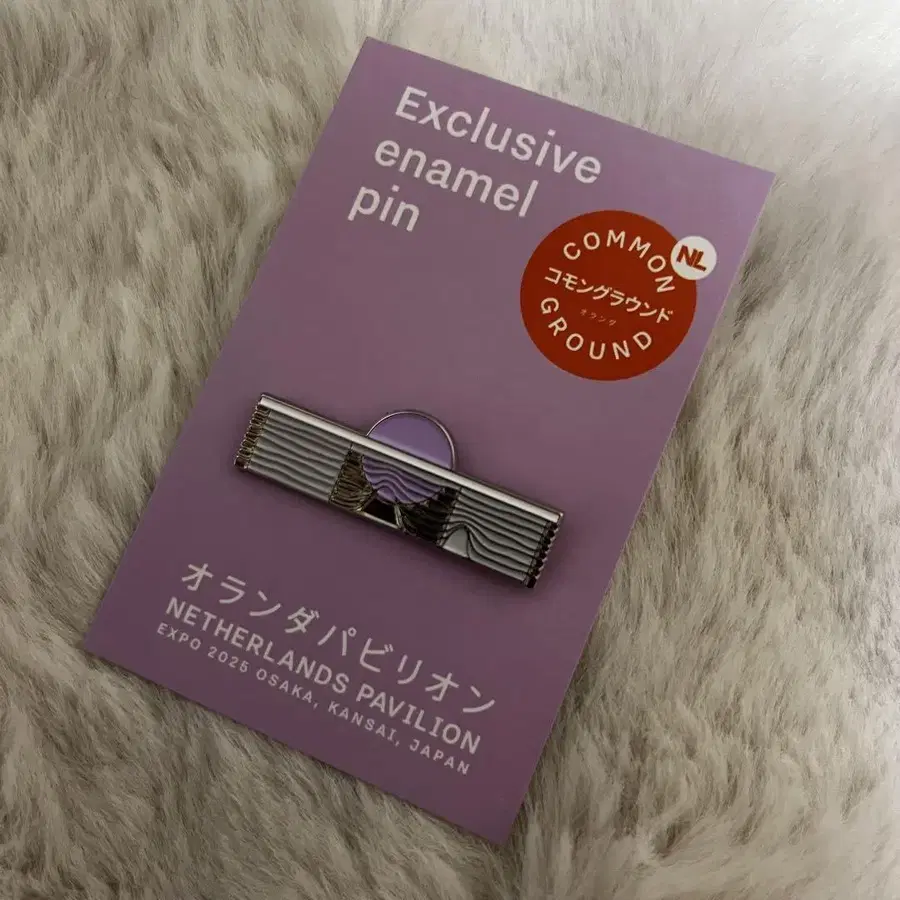 Exclusive
enamel
pin
COMMON
NL
コモングラウンド
オランダ
GROUND
オランダパビリオン
NETHERLANDS PAVILION
EXPO 2025 OSAKA, KANSAI, JAPAN